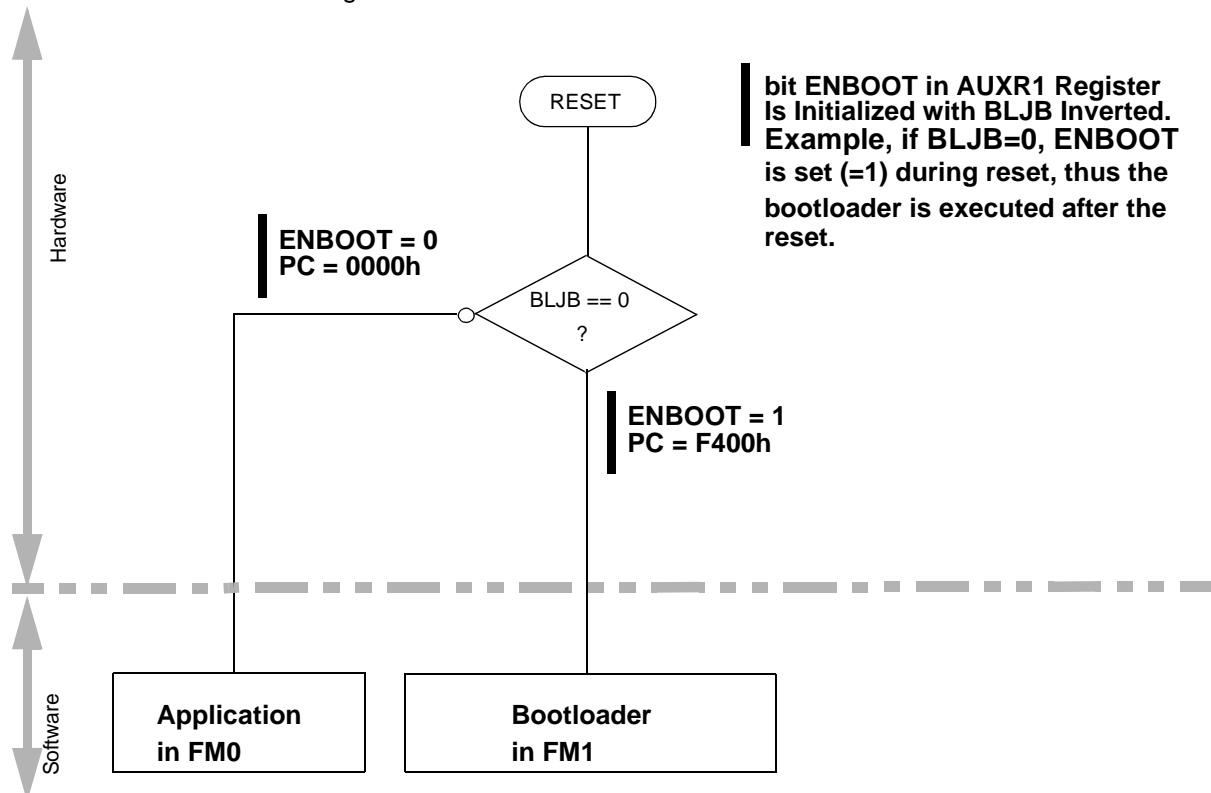 RESET
bit ENBOOT in AUXR1 Register
Is Initialized with BLJB Inverted.
Example, if BLJB=0, ENBOOT
is set (=1) during reset, thus the
bootloader is executed after the
reset.
Hardware
ENBOOT = 0
PC = 0000h
BLJB == 0
?
ENBOOT = 1
PC = F400h
Software
Application
in FM0
Bootloader
in FM1